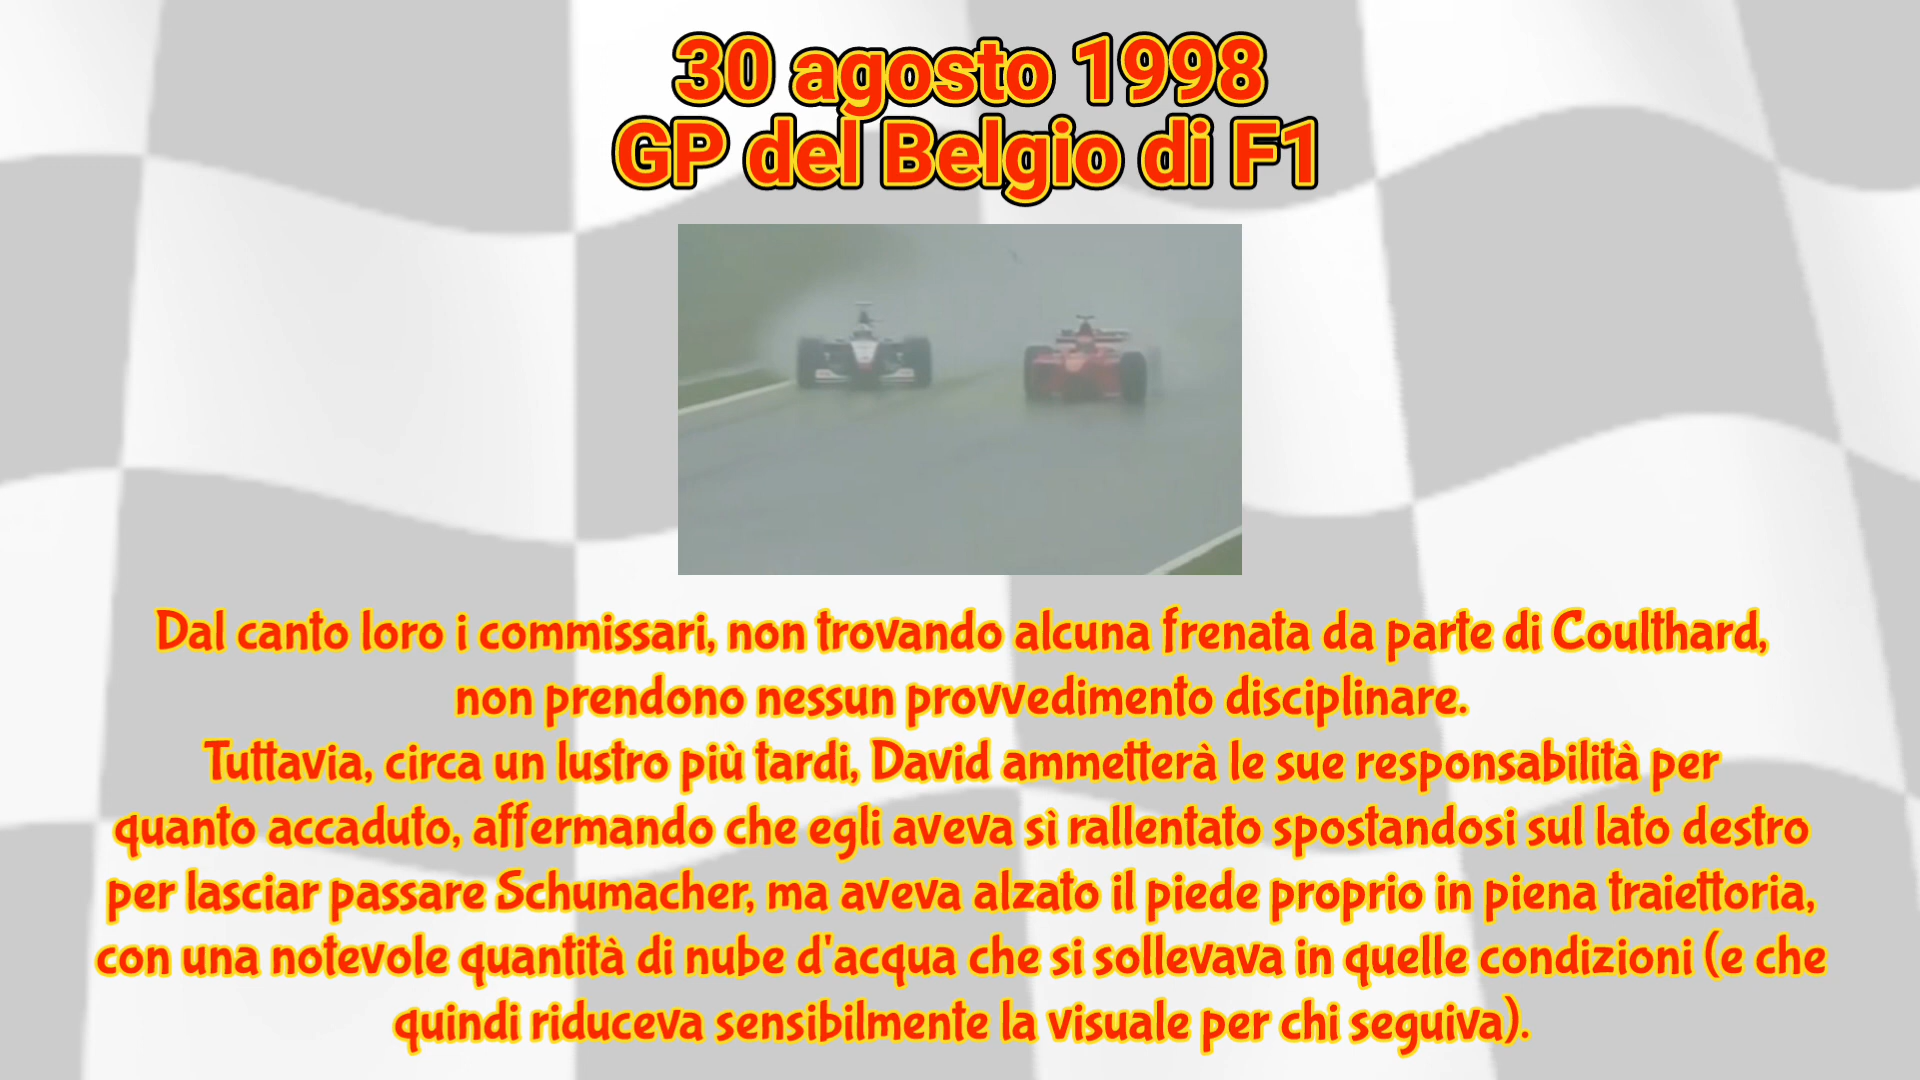 30 agosto 1998
GP del Belgio di F1
Dal canto loro i commissari, non trovando alcuna frenata da parte di Coulthard,
non prendono nessun provvedimento disciplinare.
Tuttavia, circa un lustro più tardi, David ammetterà le sue responsabilità per
quanto accaduto, affermando che egli aveva sì rallentato spostandosi sul lato destro
per lasciar passare Schumacher, ma aveva alzato il piede proprio in piena traiettoria,
con una notevole quantità di nube d'acqua che si sollevava in quelle condizioni (e che
quindi riduceva sensibilmente la visuale per chi seguiva).